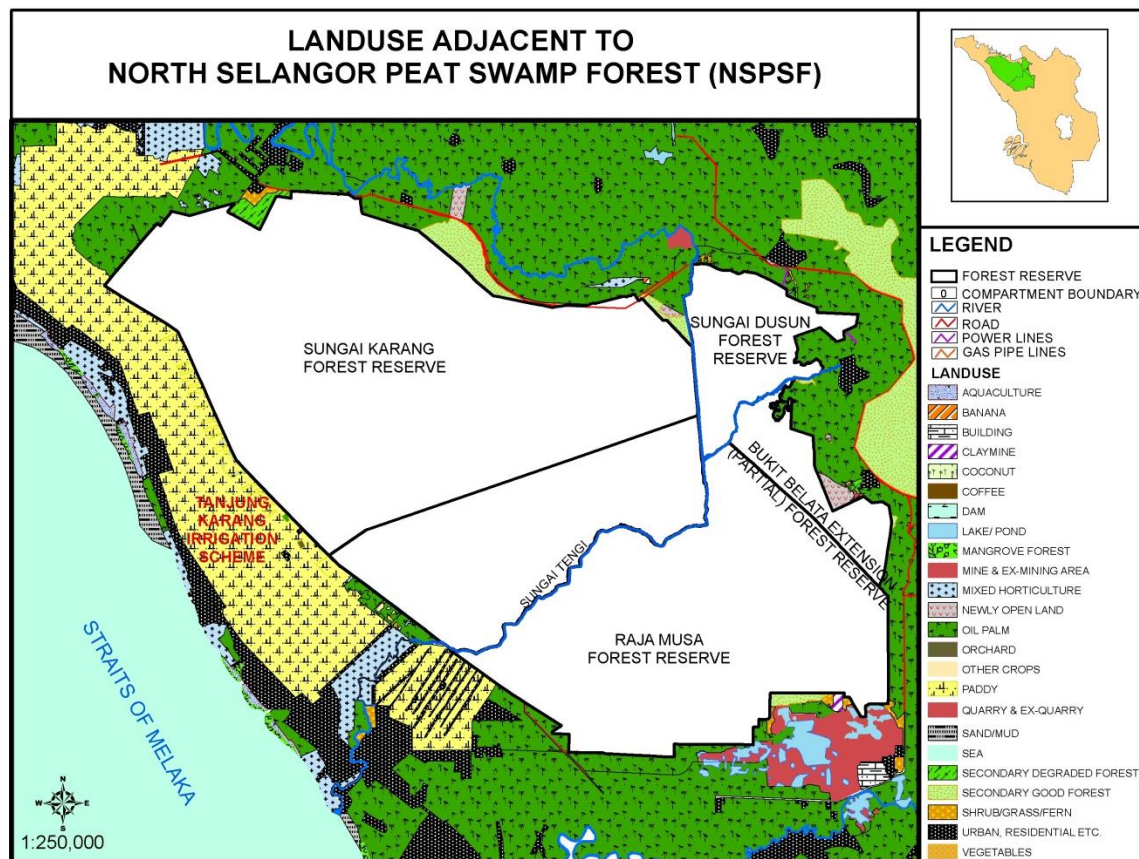 LANDUSE ADJACENT TO
NORTH SELANGOR PEAT SWAMP FOREST (NSPSF)
SUNGAI KARANG
FOREST RESERVE
SUNGAI DUSUN
FOREST
RESERVE
BUKIT BELATA EXTENSION
(PARTIAL) FOREST RESERVE
TANJUNG
KARANG
IRRIGATION
SCHEME
SUNGAI TENGI
RAJA MUSA
FOREST RESERVE
STRAITS OF MELAKA
N
W E
S
1:250,000
LEGEND
FOREST RESERVE
0 COMPARTMENT BOUNDARY
RIVER
ROAD
POWER LINES
GAS PIPE LINES
LANDUSE
AQUACULTURE
BANANA
BUILDING
CLAYMINE
COCONUT
COFFEE
DAM
LAKE/ POND
MANGROVE FOREST
MINE & EX-MINING AREA
MIXED HORTICULTURE
NEWLY OPEN LAND
OIL PALM
ORCHARD
OTHER CROPS
PADDY
QUARRY & EX-QUARRY
SAND/MUD
SEA
SECONDARY DEGRADED FOREST
SECONDARY GOOD FOREST
SHRUB/GRASS/FERN
URBAN, RESIDENTIAL ETC.
VEGETABLES